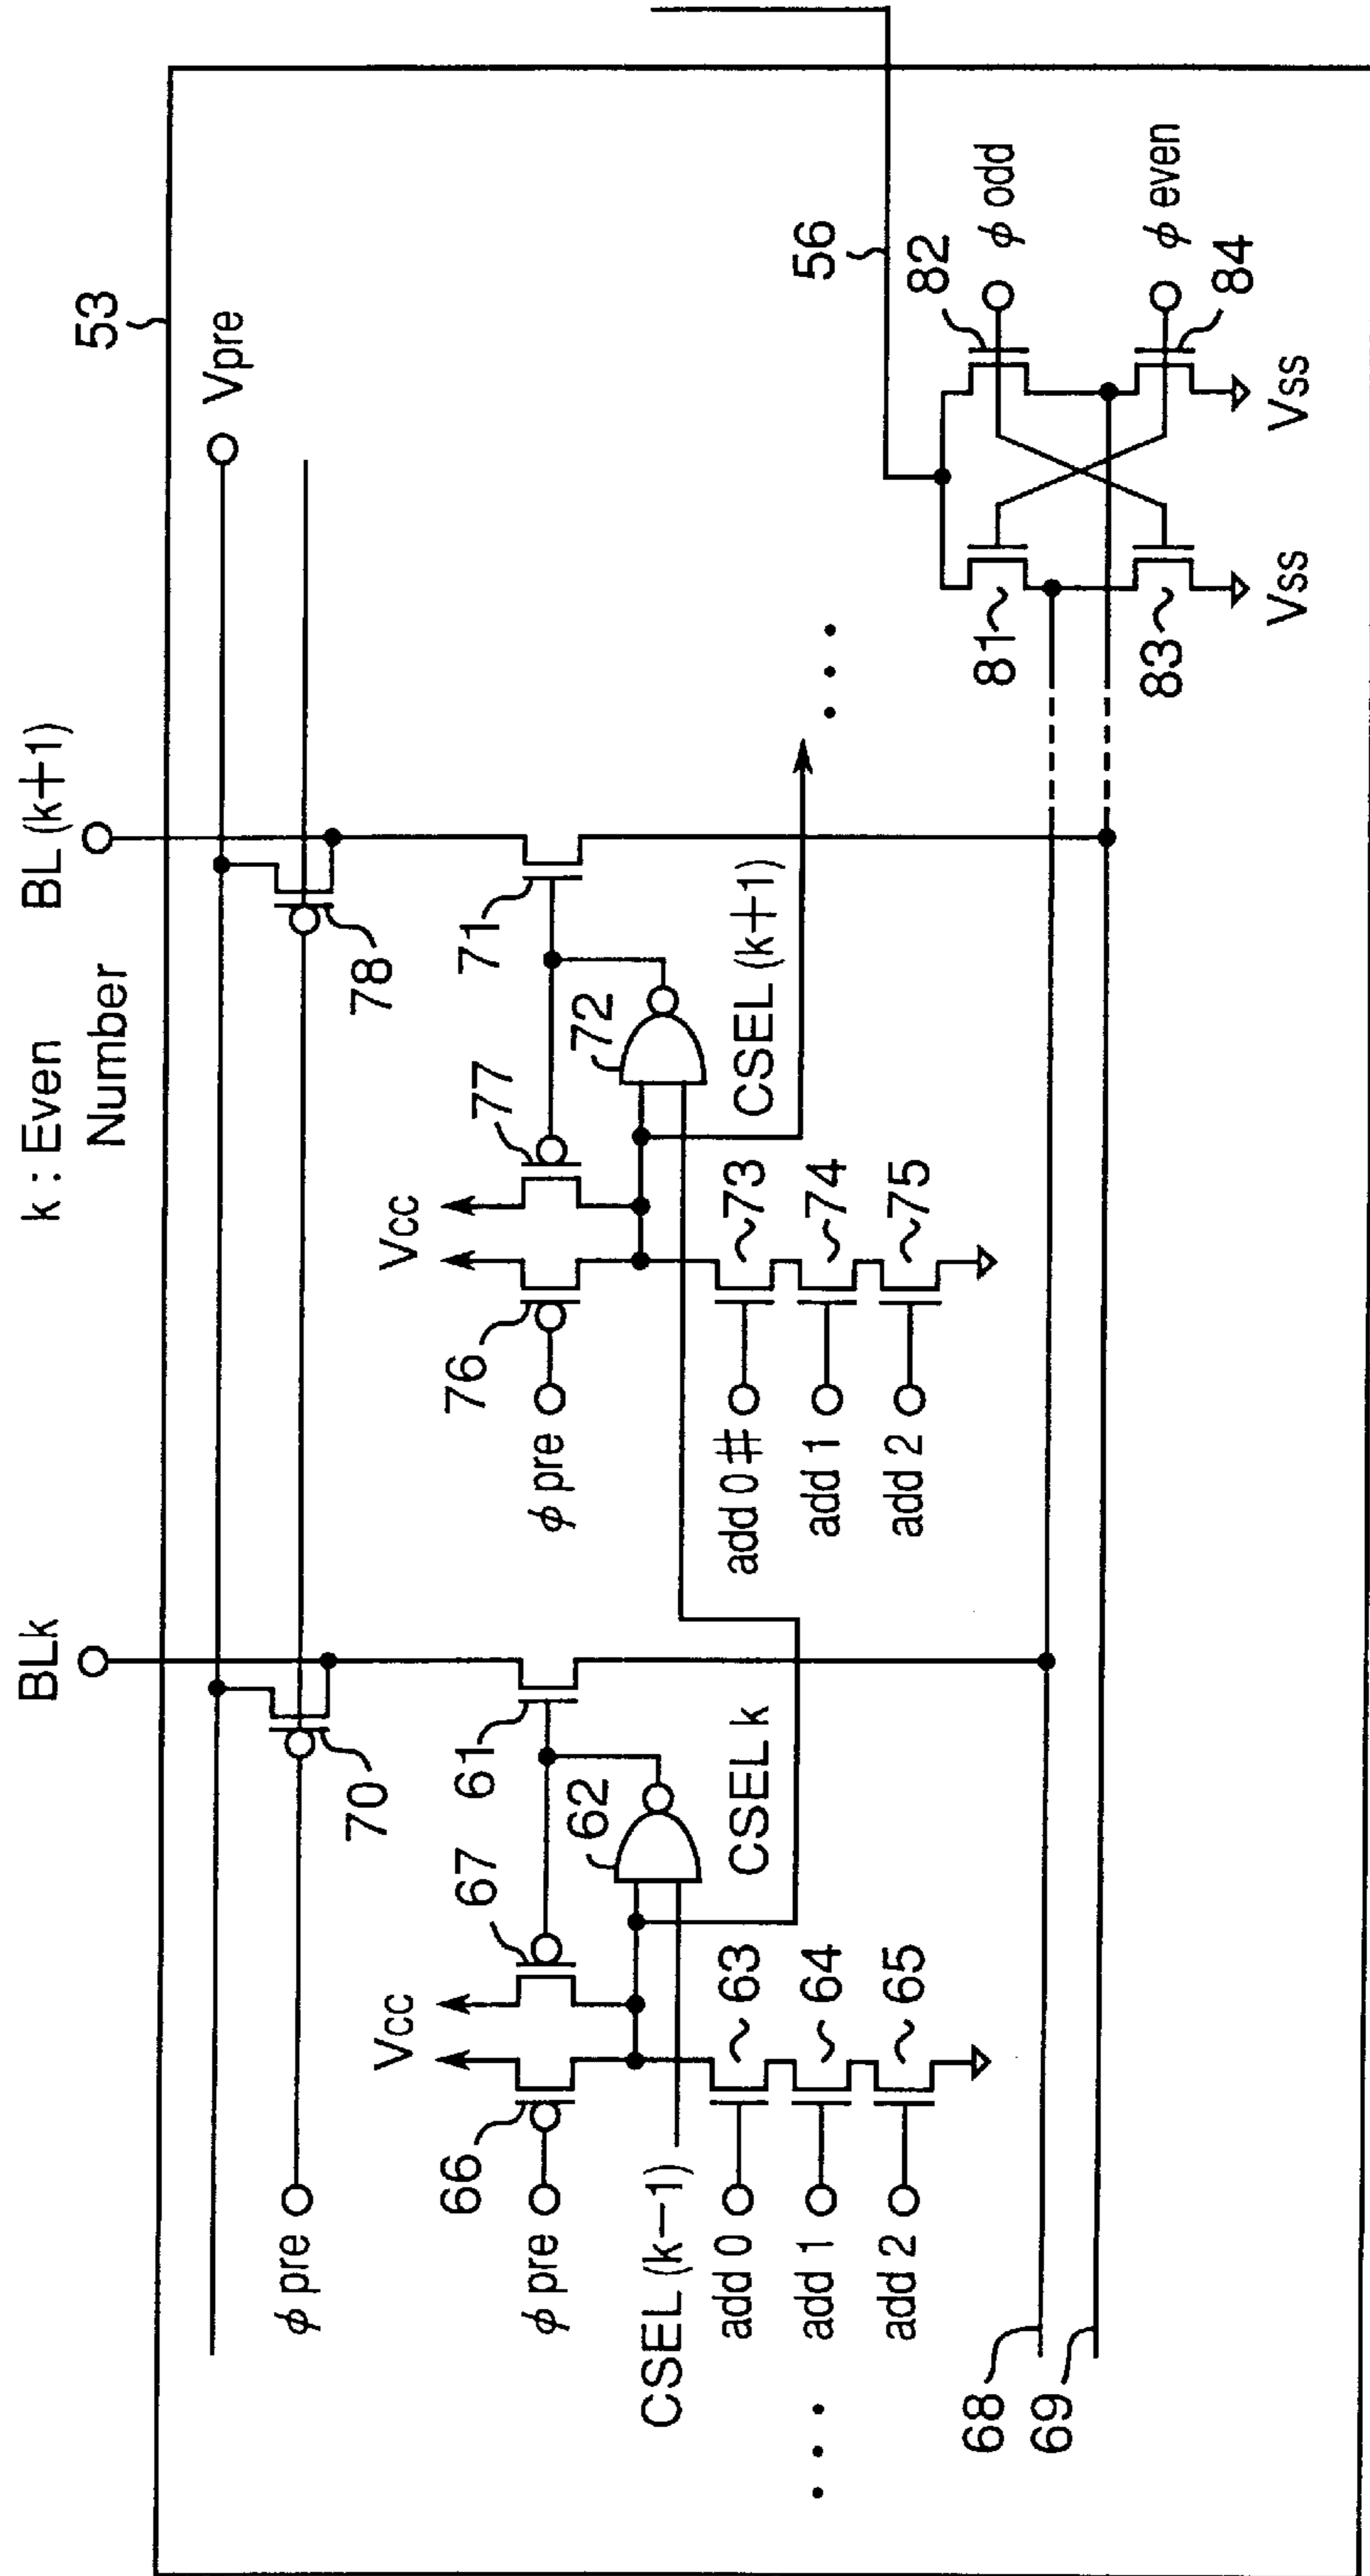 k : Even
Number
BLk
BL (k+1)
53
Vpre
φ pre
70
78
66
Vcc
67
61
62
76
Vcc
77
71
72
φ pre
φ pre
CSEL (k−1)
CSEL k
CSEL (k+1)
add 0
63
add 1
64
add 2
65
add 0 #
73
add 1
74
add 2
75
• • •
• • •
56
82
φ odd
81
84
φ even
83
Vss
Vss
68
69